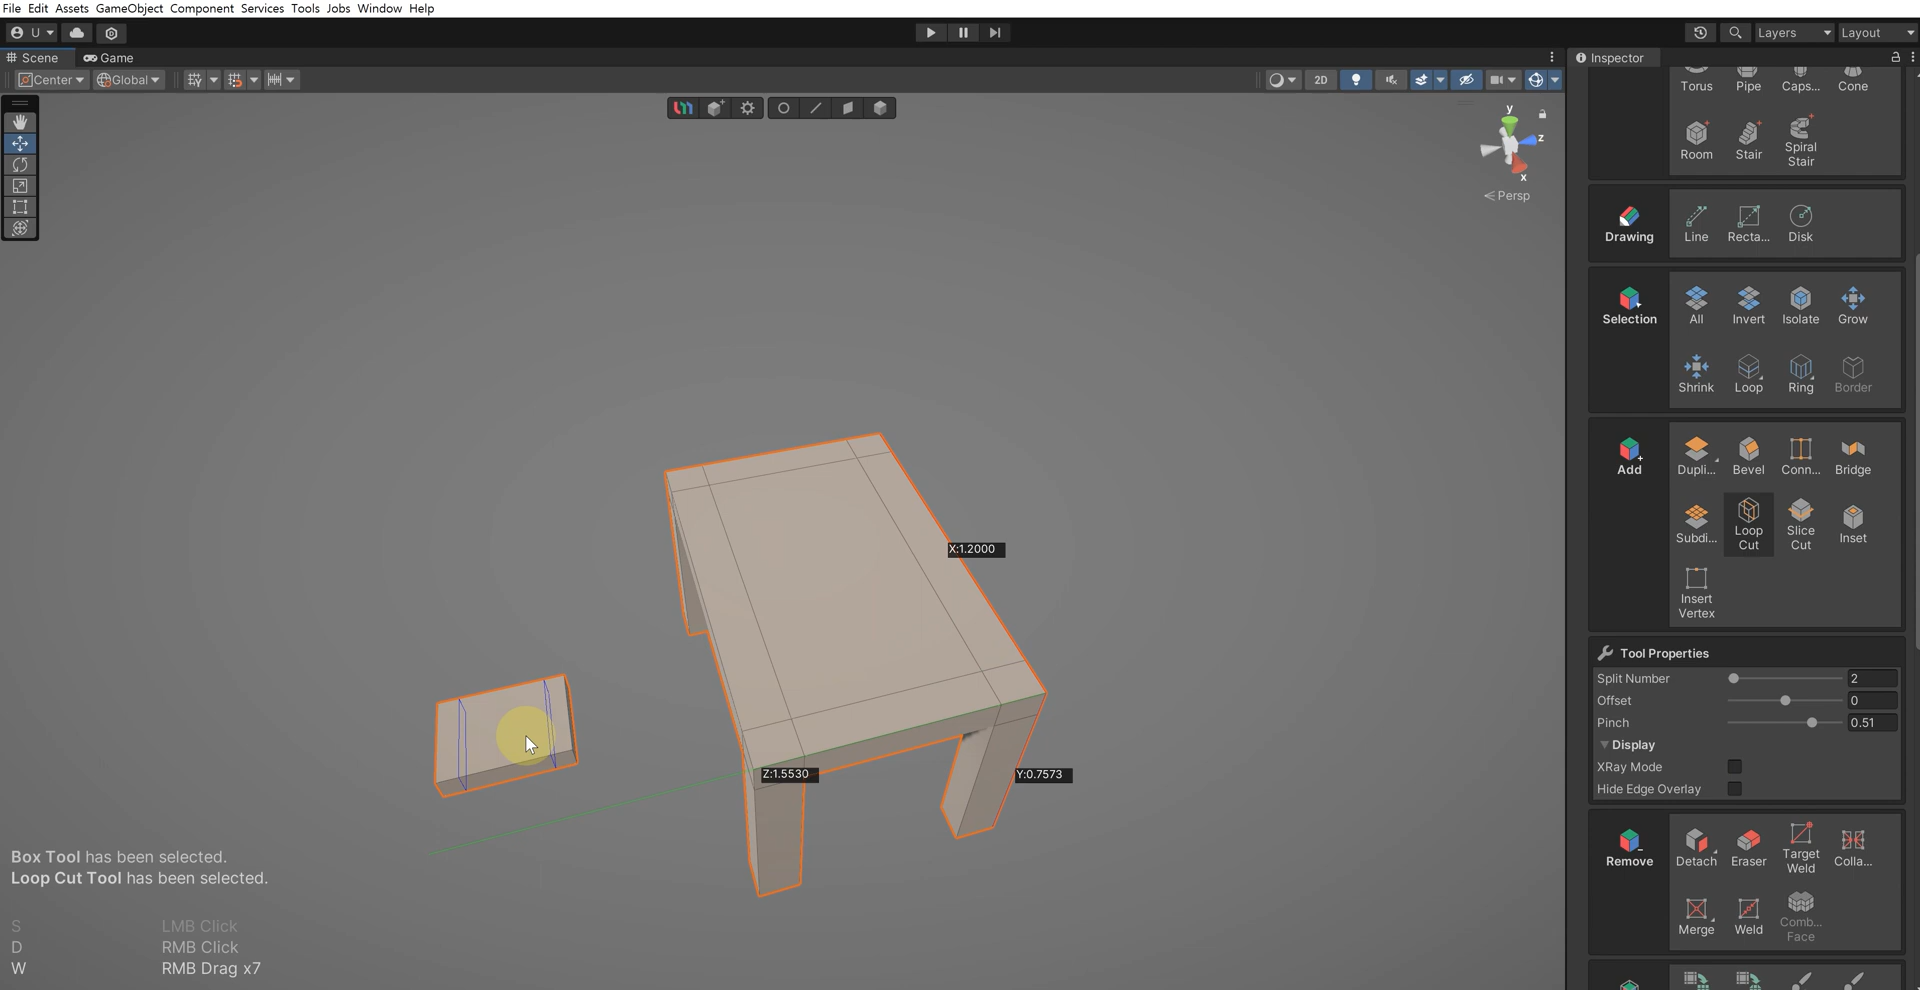 File Edit Assets GameObject Component Services Tools Jobs Window Help
U
Layers
Layout
Scene
Game
Inspector
Center
Global
2D
y
z
x
Persp
Torus
Pipe
Caps...
Cone
Room
Stair
Spiral
Stair
Drawing
Line
Recta...
Disk
Selection
All
Invert
Isolate
Grow
Shrink
Loop
Ring
Border
Add
Dupli...
Bevel
Conn...
Bridge
Subdi...
Loop
Cut
Slice
Cut
Inset
Insert
Vertex
X:1.2000
Z:1.5530
Y:0.7573
Tool Properties
Split Number 2
Offset 0
Pinch 0.51
Display
XRay Mode
Hide Edge Overlay
Remove
Detach
Eraser
Target
Weld
Colla...
Merge
Weld
Comb...
Face
Box Tool has been selected.
Loop Cut Tool has been selected.
S LMB Click
D RMB Click
W RMB Drag x7